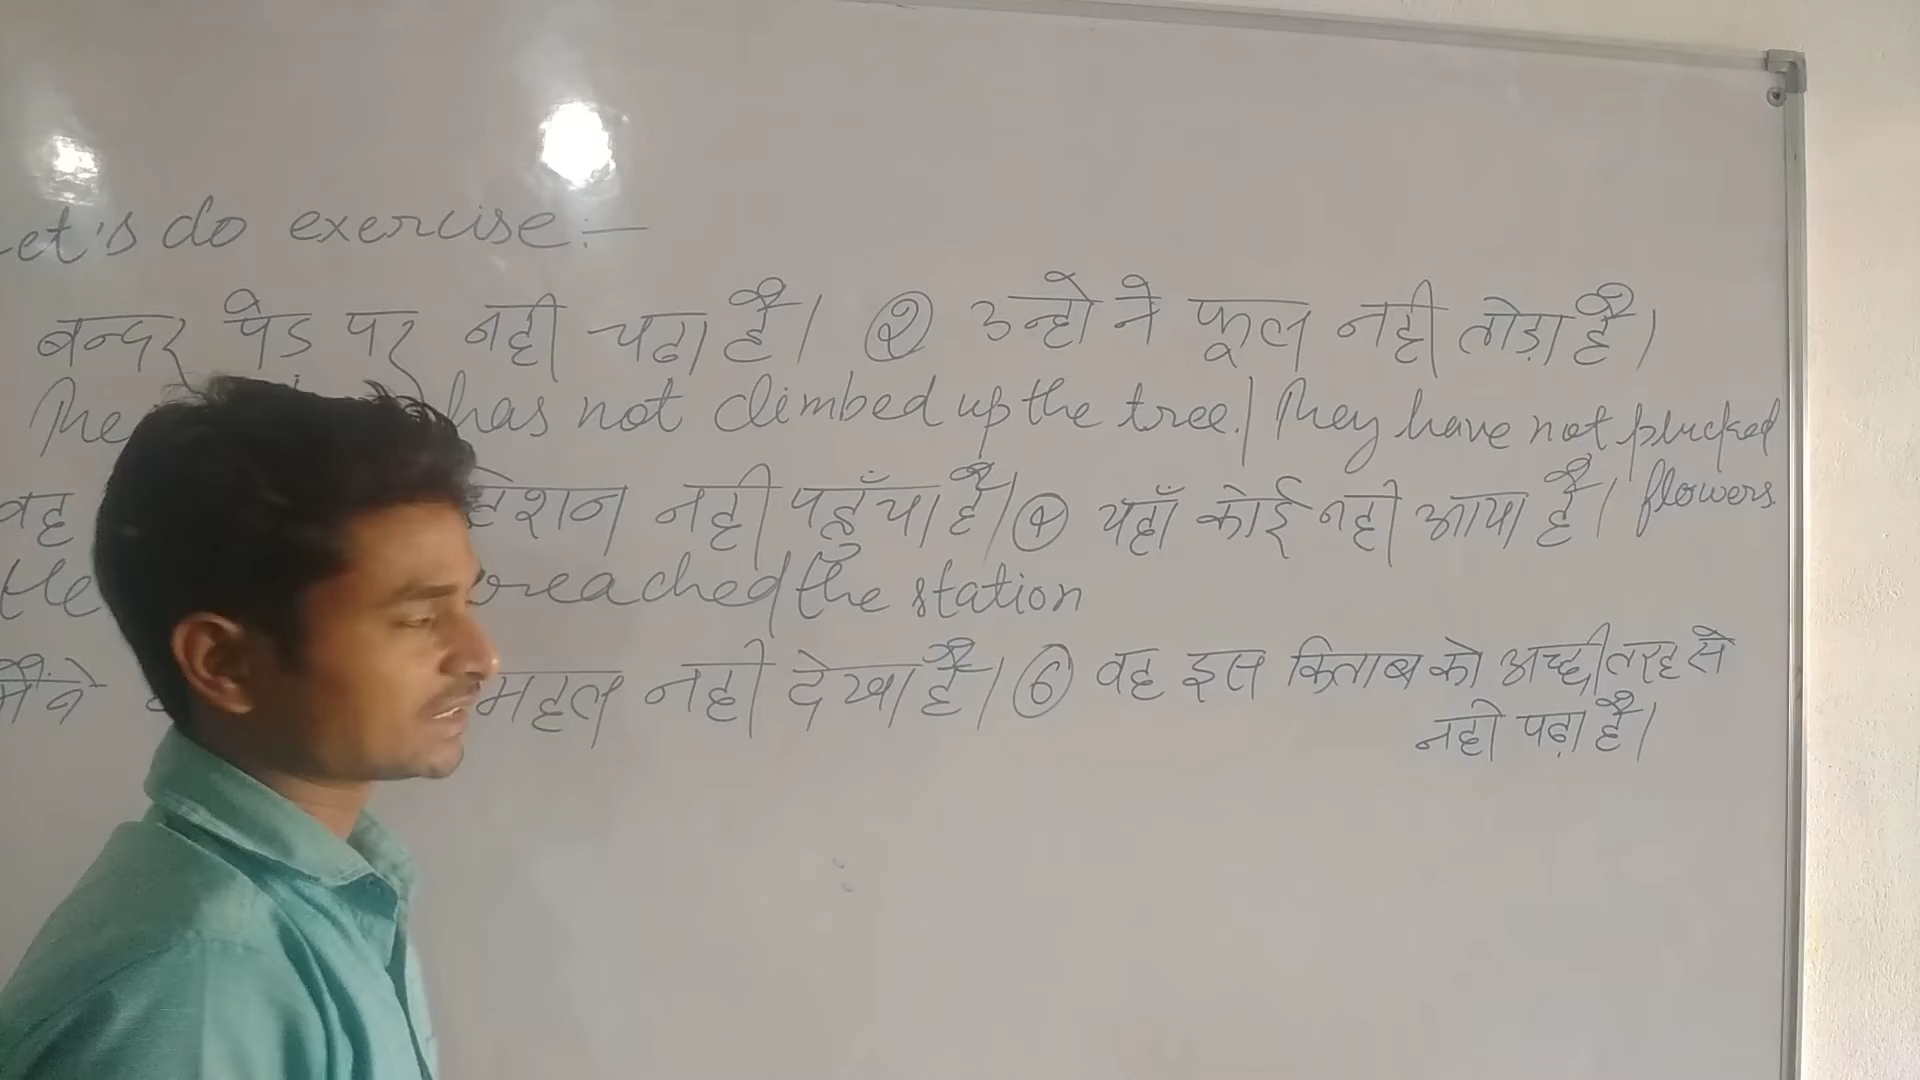 et's do exercise:-
बन्दर पेड पर नही चढा है। ② उन्हो ने फूल नही तोड़ा है।
The has not climbed up the tree. | They have not plucked
वह टेशन नही पहुँचा है। ④ यहाँ कोई नही आया है। flowers.
He reached the station
मैंने महल नही देखा है। ⑥ वह इस किताब को अच्छी तरह से
नही पढ़ा है।